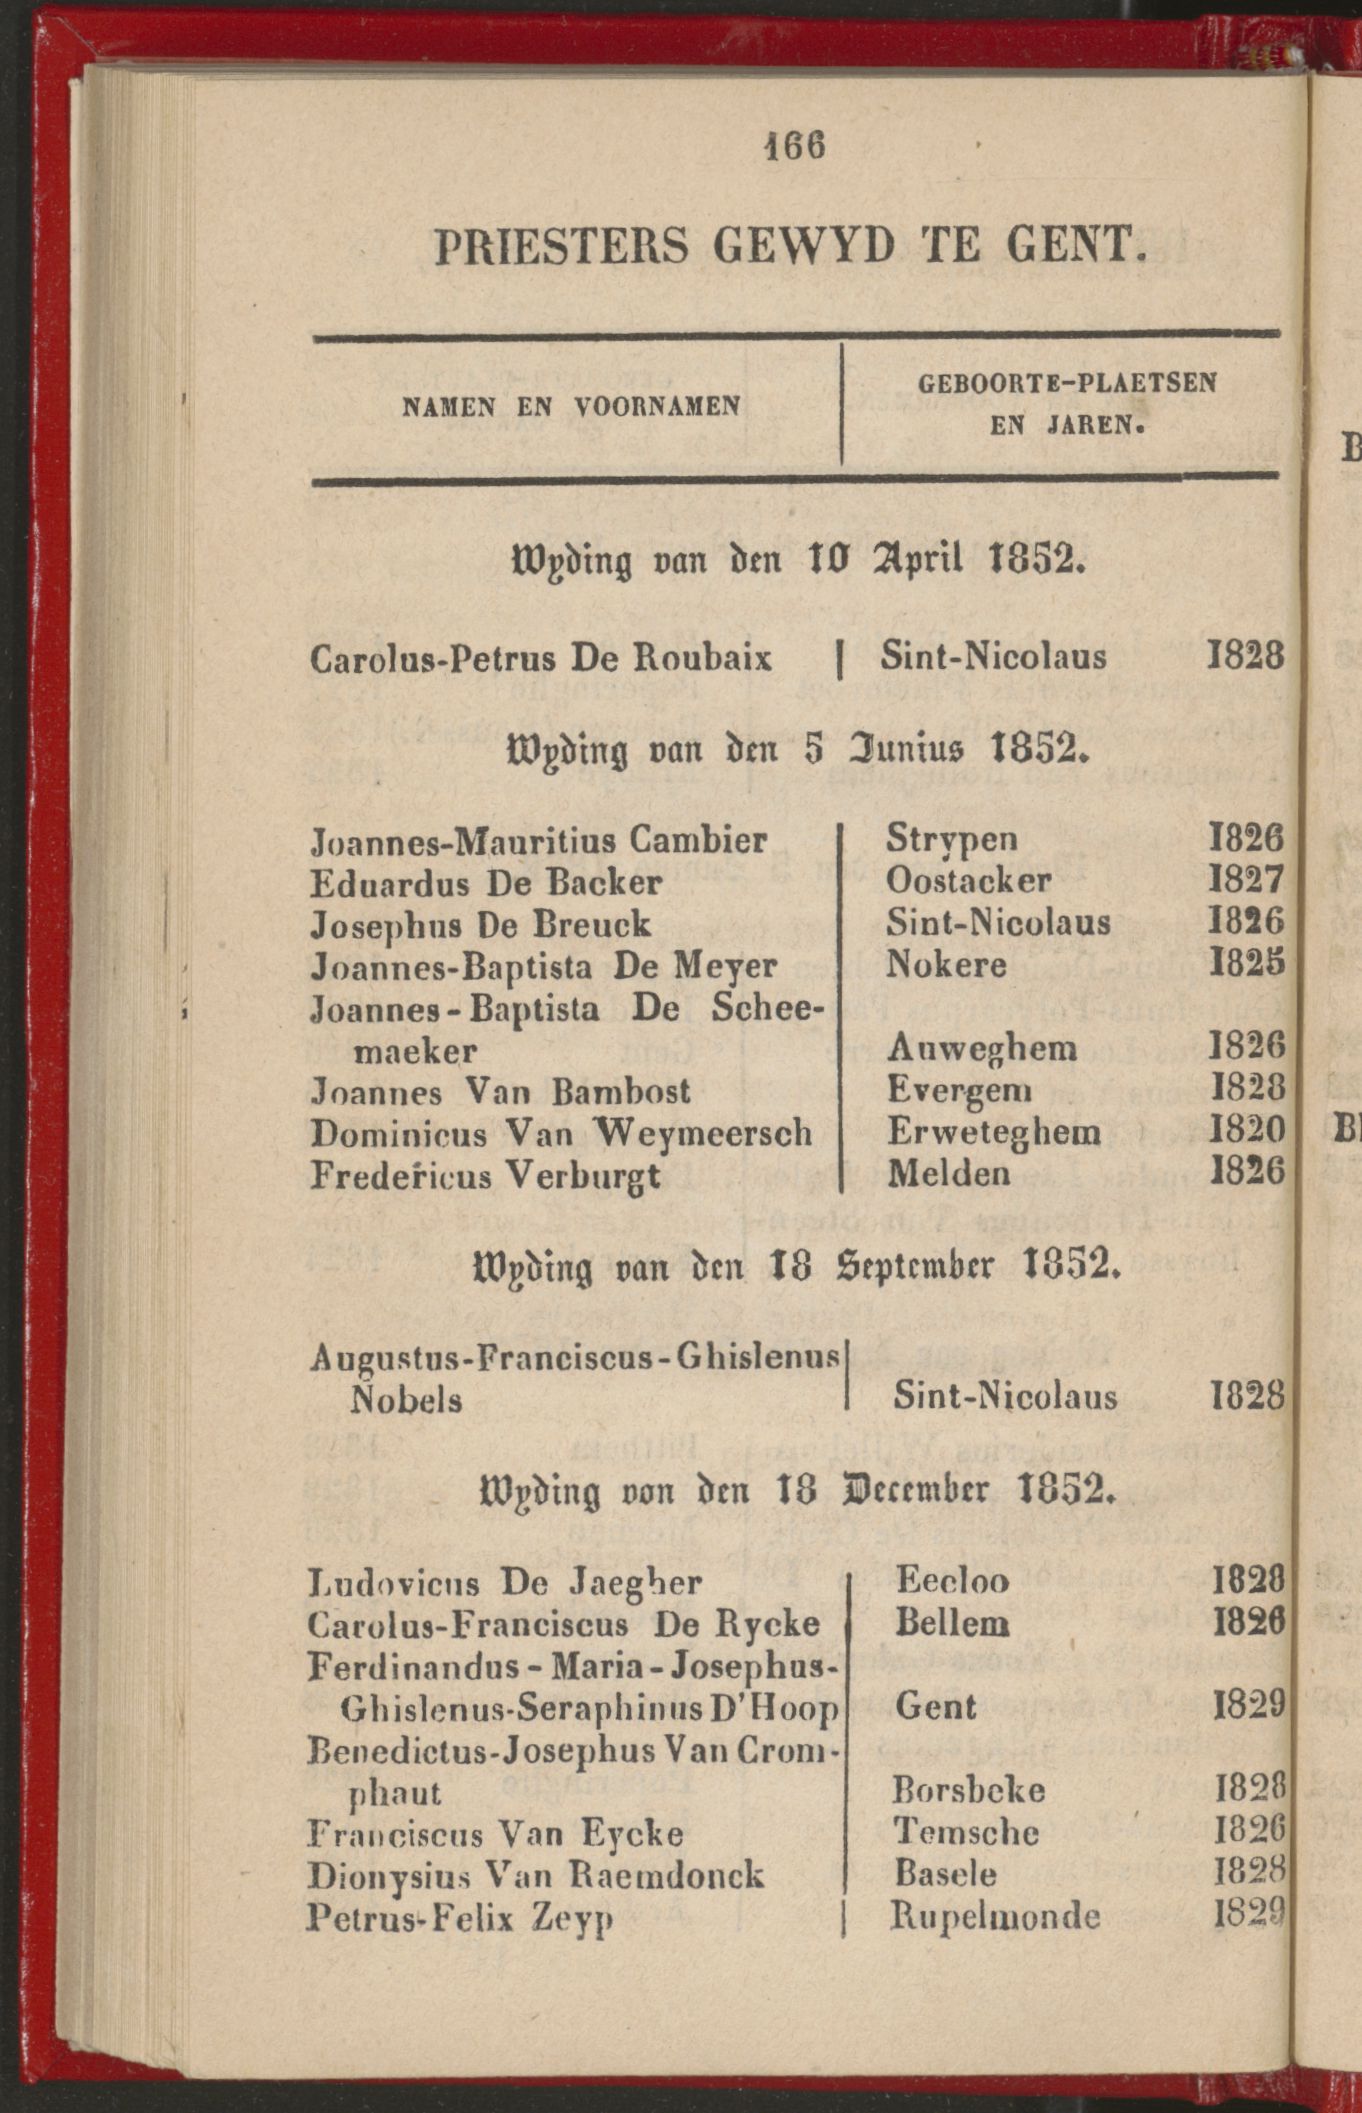 166
PRIESTERS GEWYD TE GENT.
NAMEN EN VOORNAMEN
GEBOORTE-PLAETSEN
EN JAREN.
Wyding van den 10 April 1852.
Carolus-Petrus De Roubaix Sint-Nicolaus 1828
Wyding van den 5 Junius 1852.
Joannes-Mauritius Cambier Strypen 1826
Eduardus De Backer Oostacker 1827
Josephus De Breuck Sint-Nicolaus 1826
Joannes-Baptista De Meyer Nokere 1825
Joannes-Baptista De Schee-
maeker Auweghem 1826
Joannes Van Bambost Evergem 1828
Dominicus Van Weymeersch Erweteghem 1820
Fredericus Verburgt Melden 1826
Wyding van den 18 September 1852.
Augustus-Franciscus-Ghislenus
Nobels Sint-Nicolaus 1828
Wyding von den 18 December 1852.
Ludovicus De Jaegher Eecloo 1828
Carolus-Franciscus De Rycke Bellem 1826
Ferdinandus-Maria-Josephus-
Ghislenus-Seraphinus D'Hoop Gent 1829
Benedictus-Josephus Van Crom-
phaut Borsbeke 1828
Franciscus Van Eycke Temsche 1826
Dionysius Van Raemdonck Basele 1828
Petrus-Felix Zeyp Rupelmonde 1829